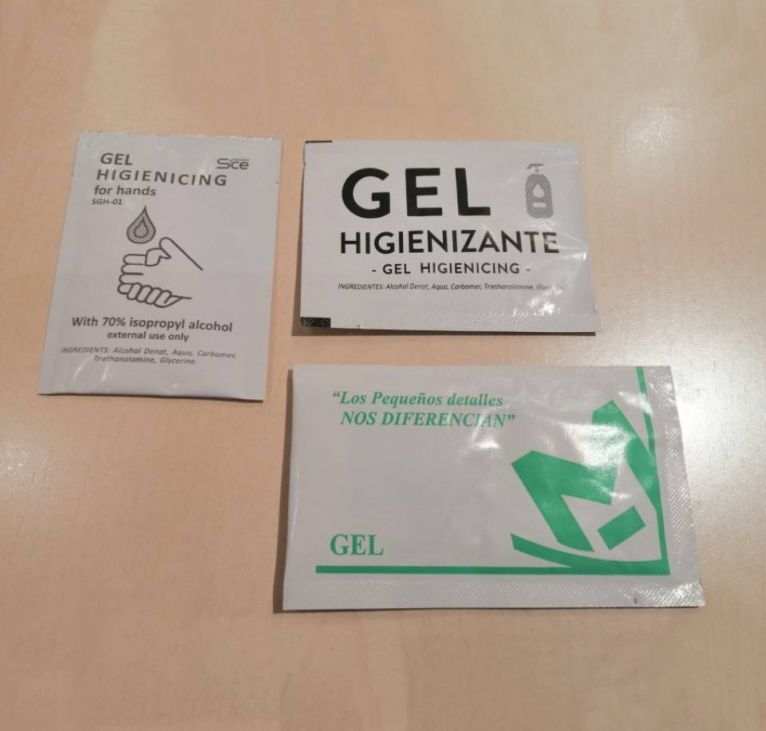 GEL
HIGIENICING
for hands
SGH-01
Sce
With 70% isopropyl alcohol
external use only
INGREDIENTS: Alcohol Denat, Aqua, Carbomer,
Triethanolamine, Glycerine.
GEL
HIGIENIZANTE
- GEL HIGIENICING -
INGREDIENTES: Alcohol Denat, Aqua, Carbomer, Triethanolamine,
“Los Pequeños detalles
NOS DIFERENCIAN”
GEL